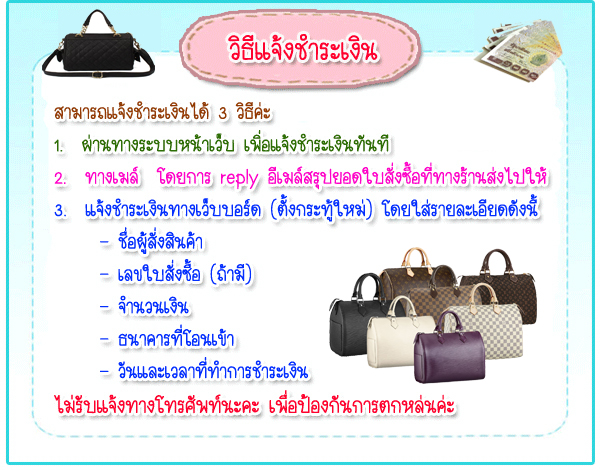 วิธีแจ้งชำระเงิน
สามารถแจ้งชำระเงินได้ 3 วิธีค่ะ
1. ผ่านทางระบบหน้าเว็บ เพื่อแจ้งชำระเงินทันที
2. ทางเมล์ โดยการ reply อีเมล์สรุปยอดใบสั่งซื้อที่ทางร้านส่งไปให้
3. แจ้งชำระเงินทางเว็บบอร์ด (ตั้งกระทู้ใหม่) โดยใส่รายละเอียดดังนี้
- ชื่อผู้สั่งสินค้า
- เลขใบสั่งซื้อ (ถ้ามี)
- จำนวนเงิน
- ธนาคารที่โอนเข้า
- วันและเวลาที่ทำการชำระเงิน
ไม่รับแจ้งทางโทรศัพท์นะคะ เพื่อป้องกันการตกหล่นค่ะ